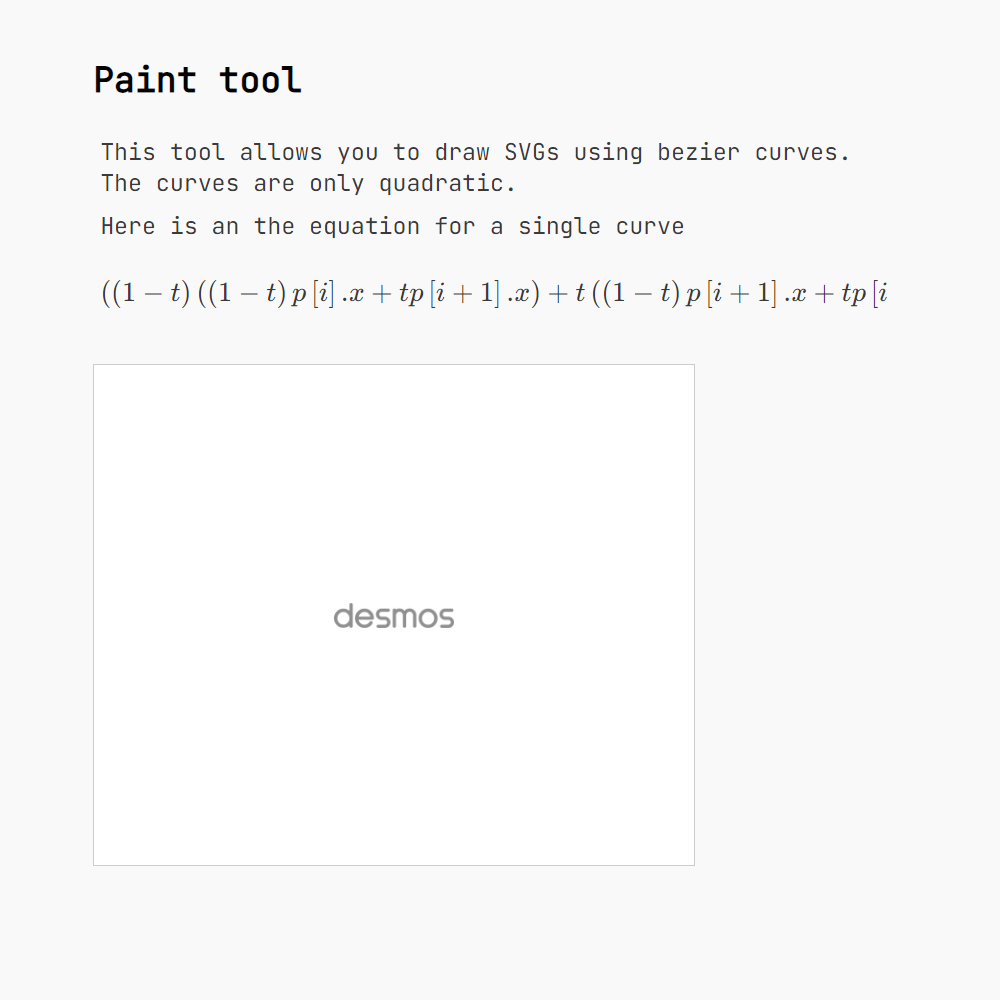 Paint tool
This tool allows you to draw SVGs using bezier curves.
The curves are only quadratic.
Here is an the equation for a single curve
((1 − t) ((1 − t) p [i] .x + tp [i + 1] .x) + t ((1 − t) p [i + 1] .x + tp [i
desmos